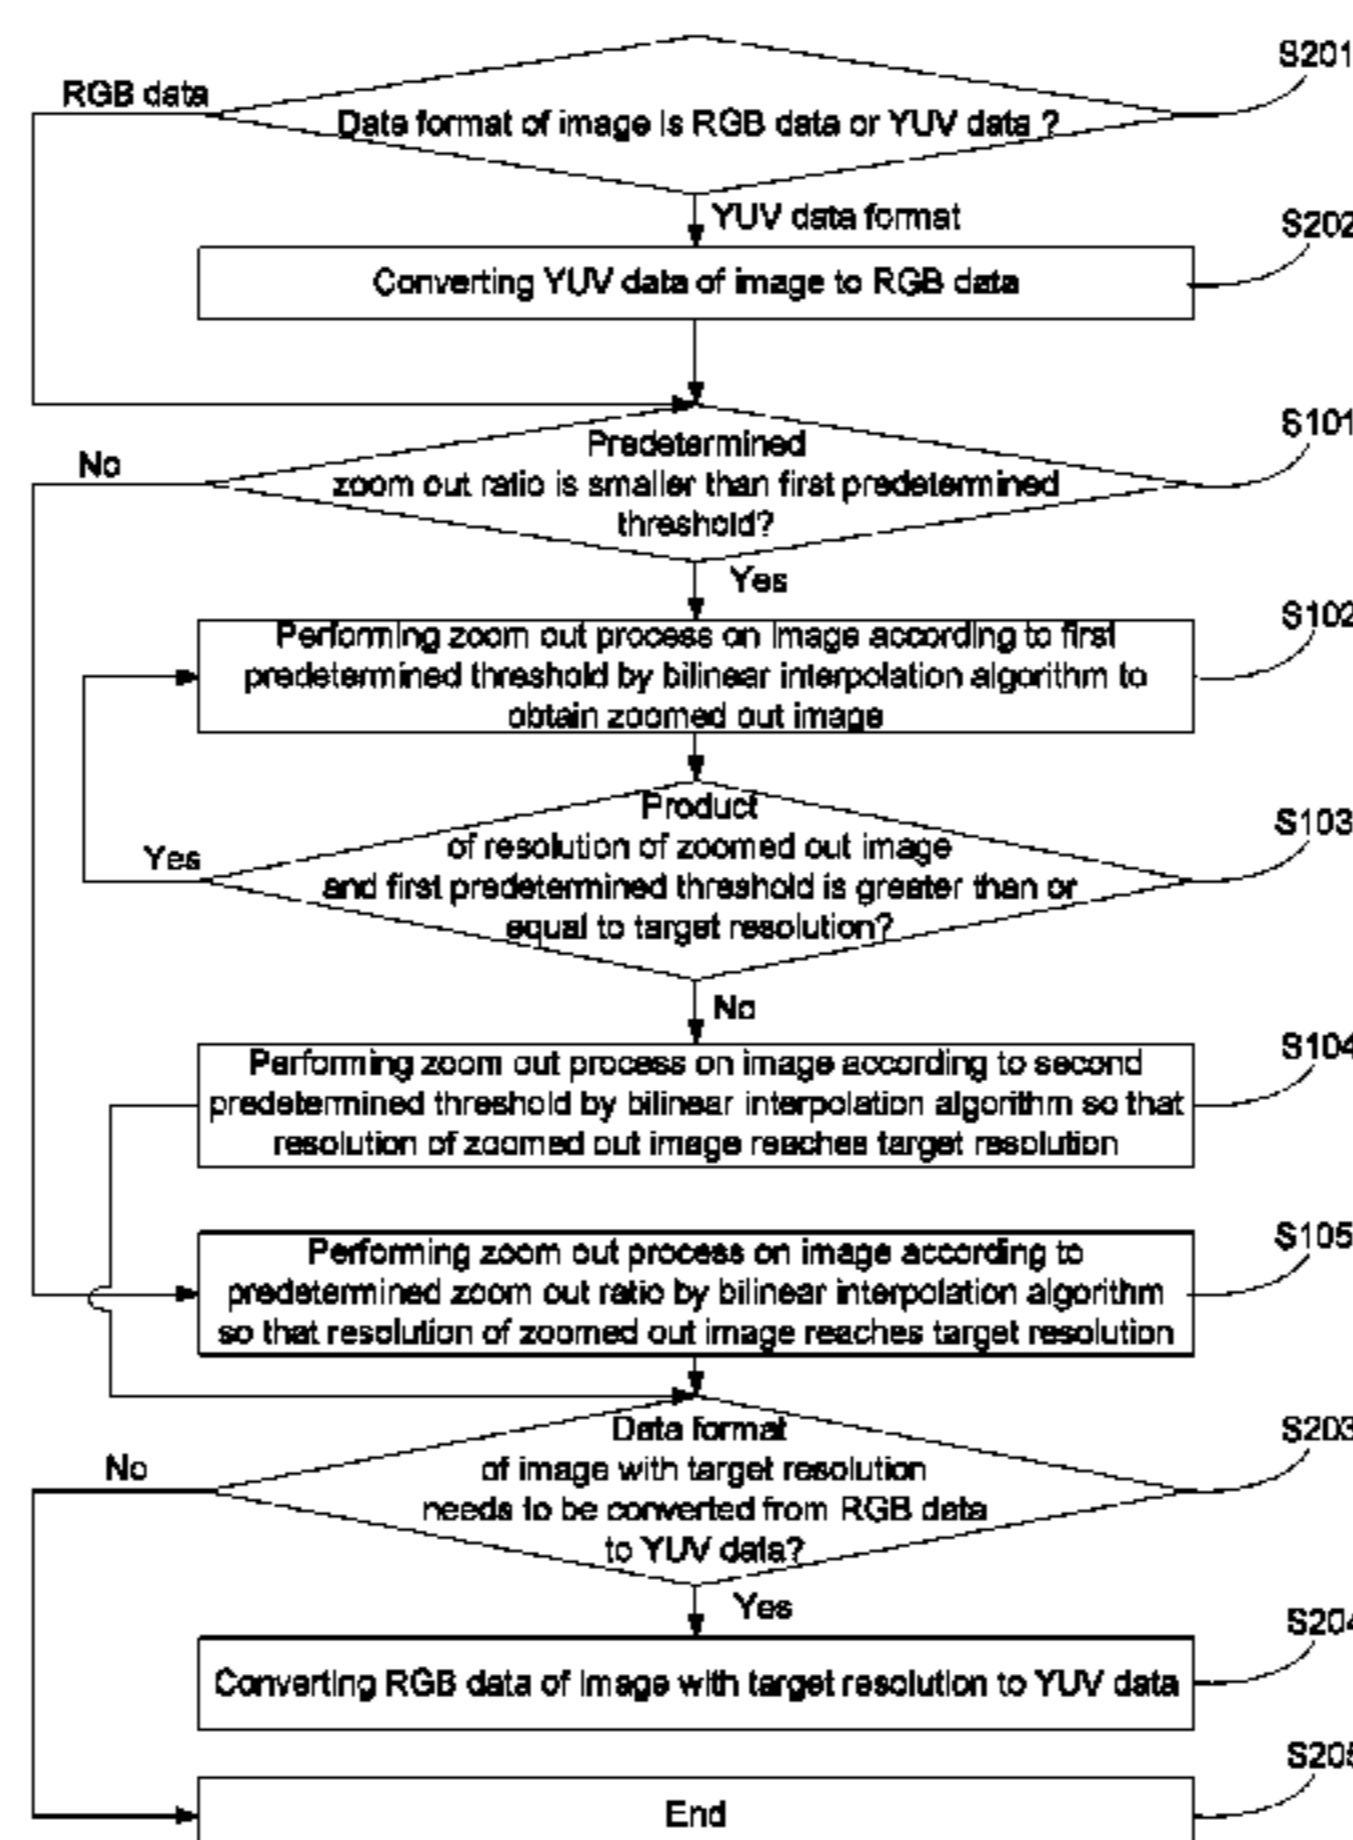 S201
RGB data
Date format of image is RGB data or YUV data ?
YUV data format
S202
Converting YUV data of image to RGB data
S101
No
Predetermined
zoom out ratio is smaller than first predetermined
threshold?
Yes
S102
Performing zoom out process on image according to first
predetermined threshold by bilinear interpolation algorithm to
obtain zoomed out image
S103
Product
of resolution of zoomed out image
and first predetermined threshold is greater than or
equal to target resolution?
Yes
No
S104
Performing zoom out process on image according to second
predetermined threshold by bilinear interpolation algorithm so that
resolution of zoomed out image reaches target resolution
S105
Performing zoom out process on image according to
predetermined zoom out ratio by bilinear interpolation algorithm
so that resolution of zoomed out image reaches target resolution
S203
No
Data format
of image with target resolution
needs to be converted from RGB data
to YUV data?
Yes
S204
Converting RGB data of image with target resolution to YUV data
S205
End